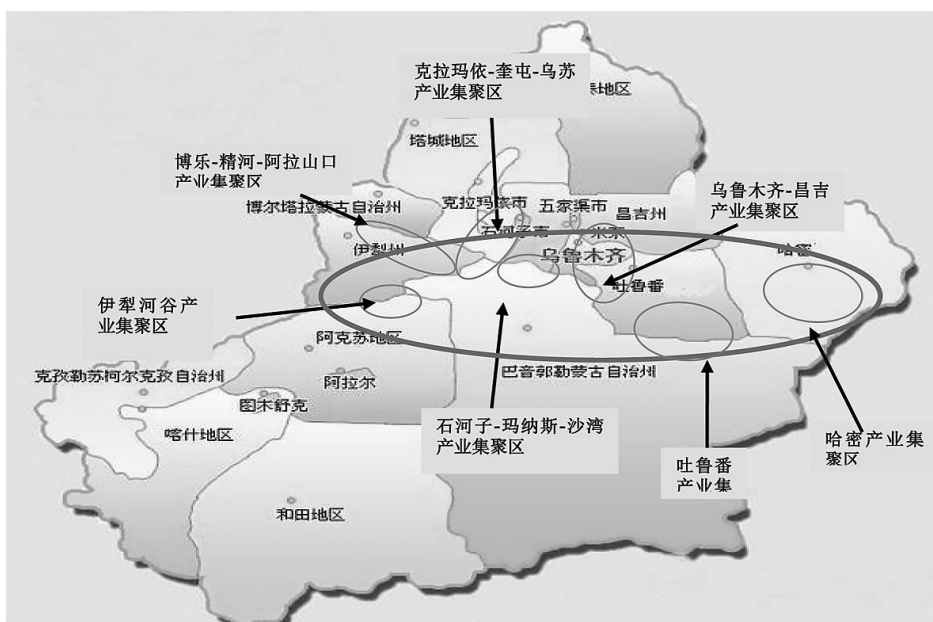 克拉玛依-奎屯-乌苏
产业集聚区
地区
塔城地区
博乐-精河-阿拉山口
产业集聚区
乌鲁木齐-昌吉
产业集聚区
博尔塔拉蒙古自治州
克拉玛依市
五家渠市
昌吉州
石河子市
米泉
伊犁州
乌鲁木齐
哈密
吐鲁番
伊犁河谷产
业集聚区
阿克苏地区
克孜勒苏柯尔克孜自治州
阿拉尔
巴音郭勒蒙古自治州
图木舒克
喀什地区
石河子-玛纳斯-沙湾
产业集聚区
哈密产业集
聚区
吐鲁番
产业集
和田地区